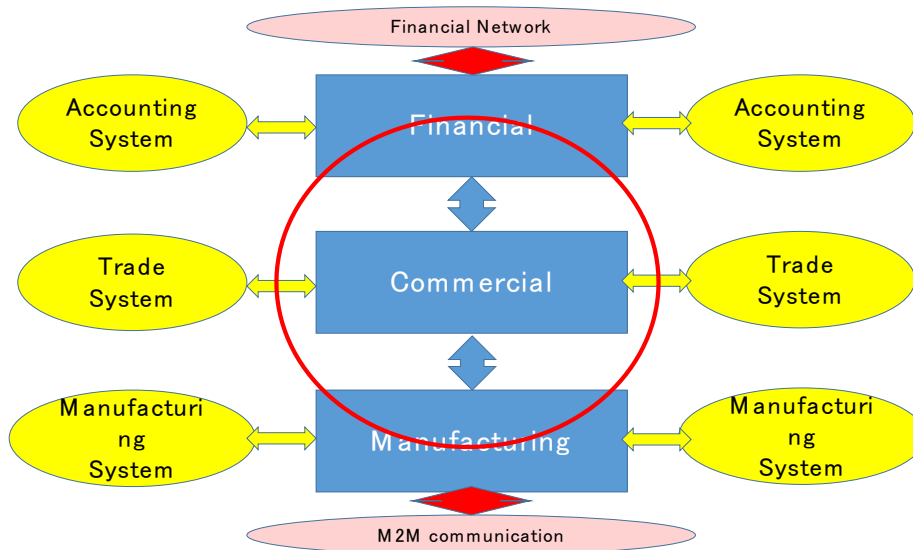 Financial Network
Accounting
System
Financial
Accounting
System
Trade
System
Commercial
Trade
System
Manufacturi
ng
System
Manufacturing
Manufacturi
ng
System
M2M communication